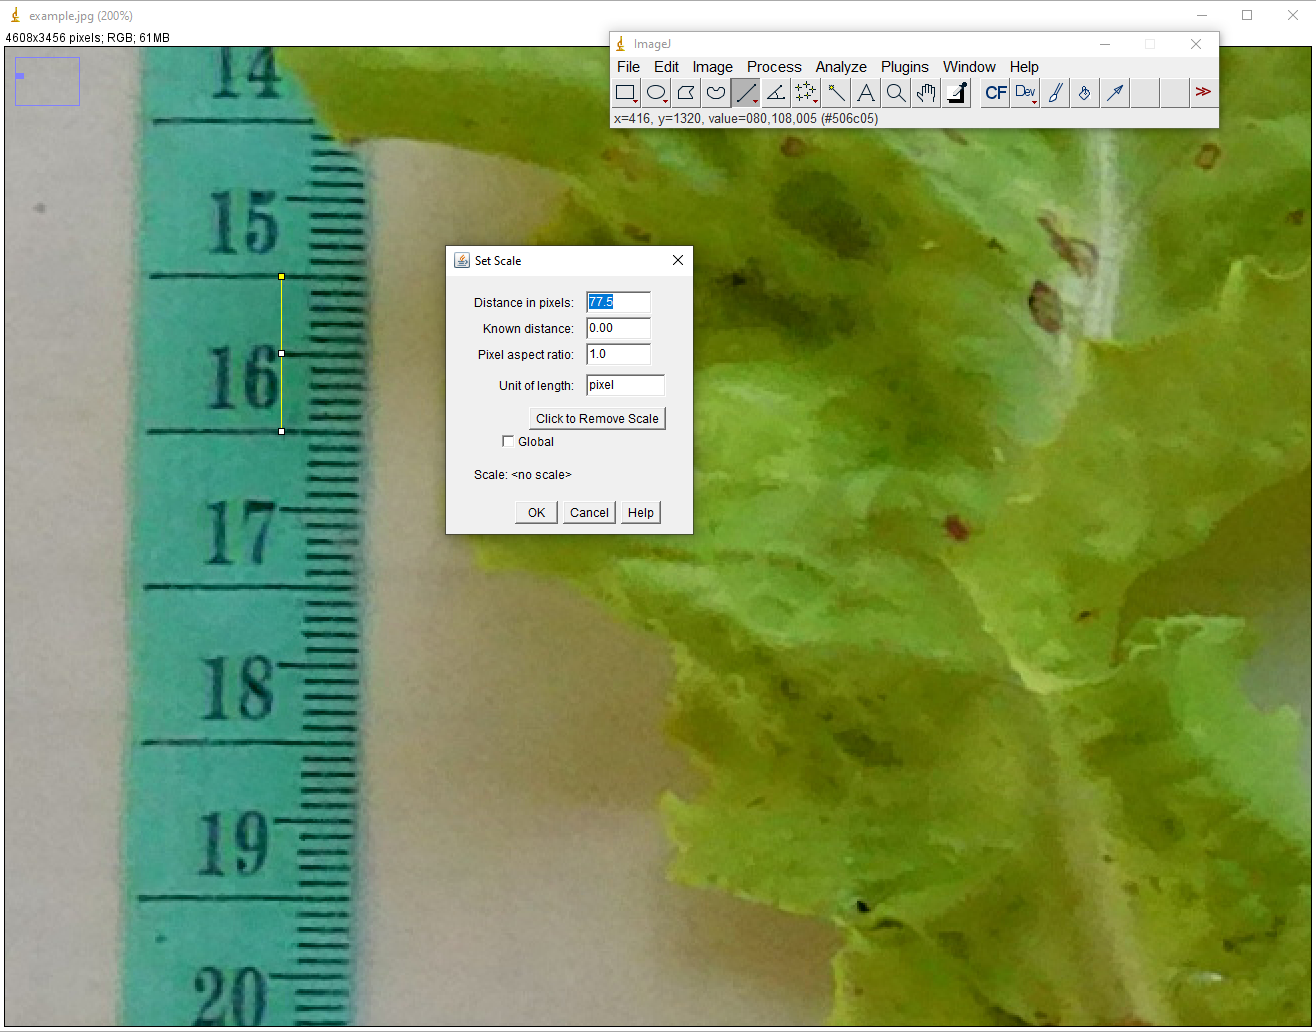 example.jpg (200%)
4608x3456 pixels; RGB; 61MB
ImageJ
File Edit Image Process Analyze Plugins Window Help
A CF Dev >>
x=416, y=1320, value=080,108,005 (#506c05)
14
15
16
17
18
19
20
Set Scale
Distance in pixels: 77.5
Known distance: 0.00
Pixel aspect ratio: 1.0
Unit of length: pixel
Click to Remove Scale
Global
Scale: <no scale>
OK Cancel Help